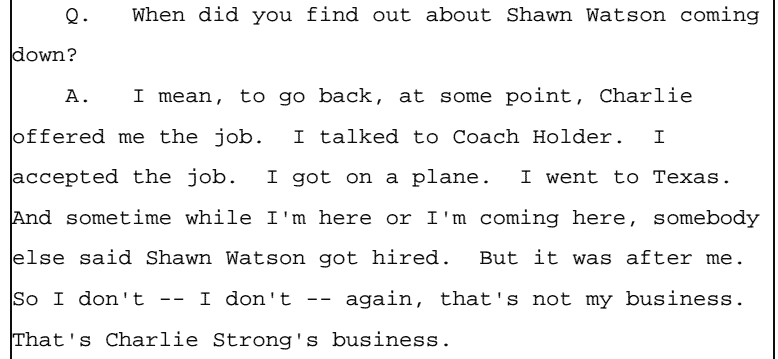 Q. When did you find out about Shawn Watson coming
down?
A. I mean, to go back, at some point, Charlie
offered me the job. I talked to Coach Holder. I
accepted the job. I got on a plane. I went to Texas.
And sometime while I'm here or I'm coming here, somebody
else said Shawn Watson got hired. But it was after me.
So I don't -- I don't -- again, that's not my business.
That's Charlie Strong's business.